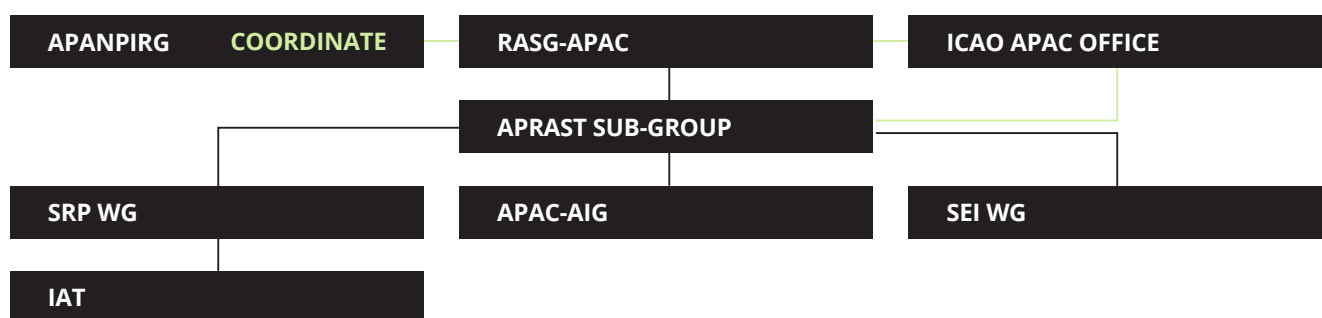 APANPIRG COORDINATE RASG-APAC ICAO APAC OFFICE
APRAST SUB-GROUP
SRP WG APAC-AIG SEI WG
IAT